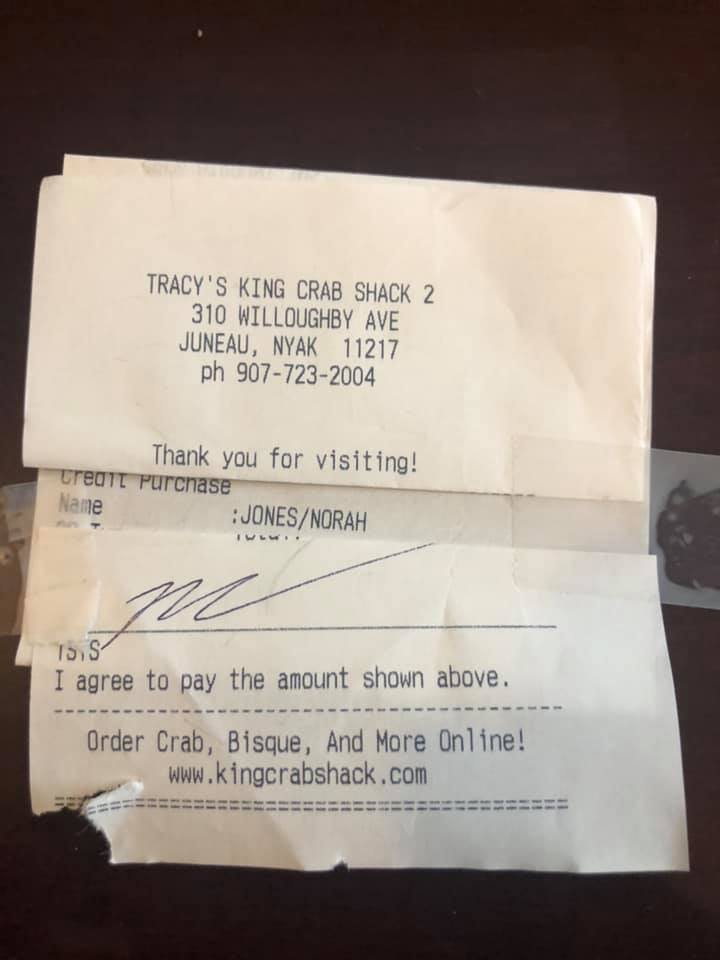 TRACY'S KING CRAB SHACK 2
310 WILLOUGHBY AVE
JUNEAU, NYAK 11217
ph 907-723-2004
Thank you for visiting!
Credit Purchase
Name :JONES/NORAH
I agree to pay the amount shown above.
Order Crab, Bisque, And More Online!
www.kingcrabshack.com